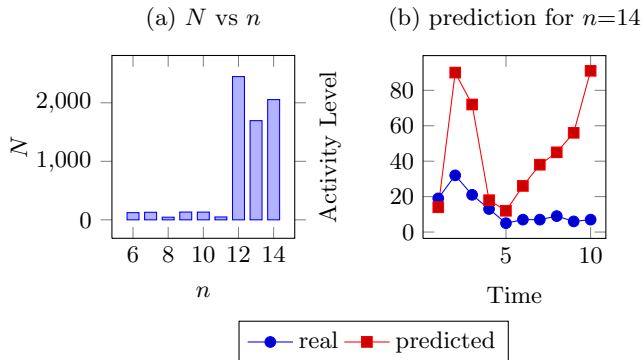 (a) N vs n
N
2,000
1,000
0
6 8 10 12 14
n
(b) prediction for n=14
Activity Level
80
60
40
20
0
5 10
Time
real predicted